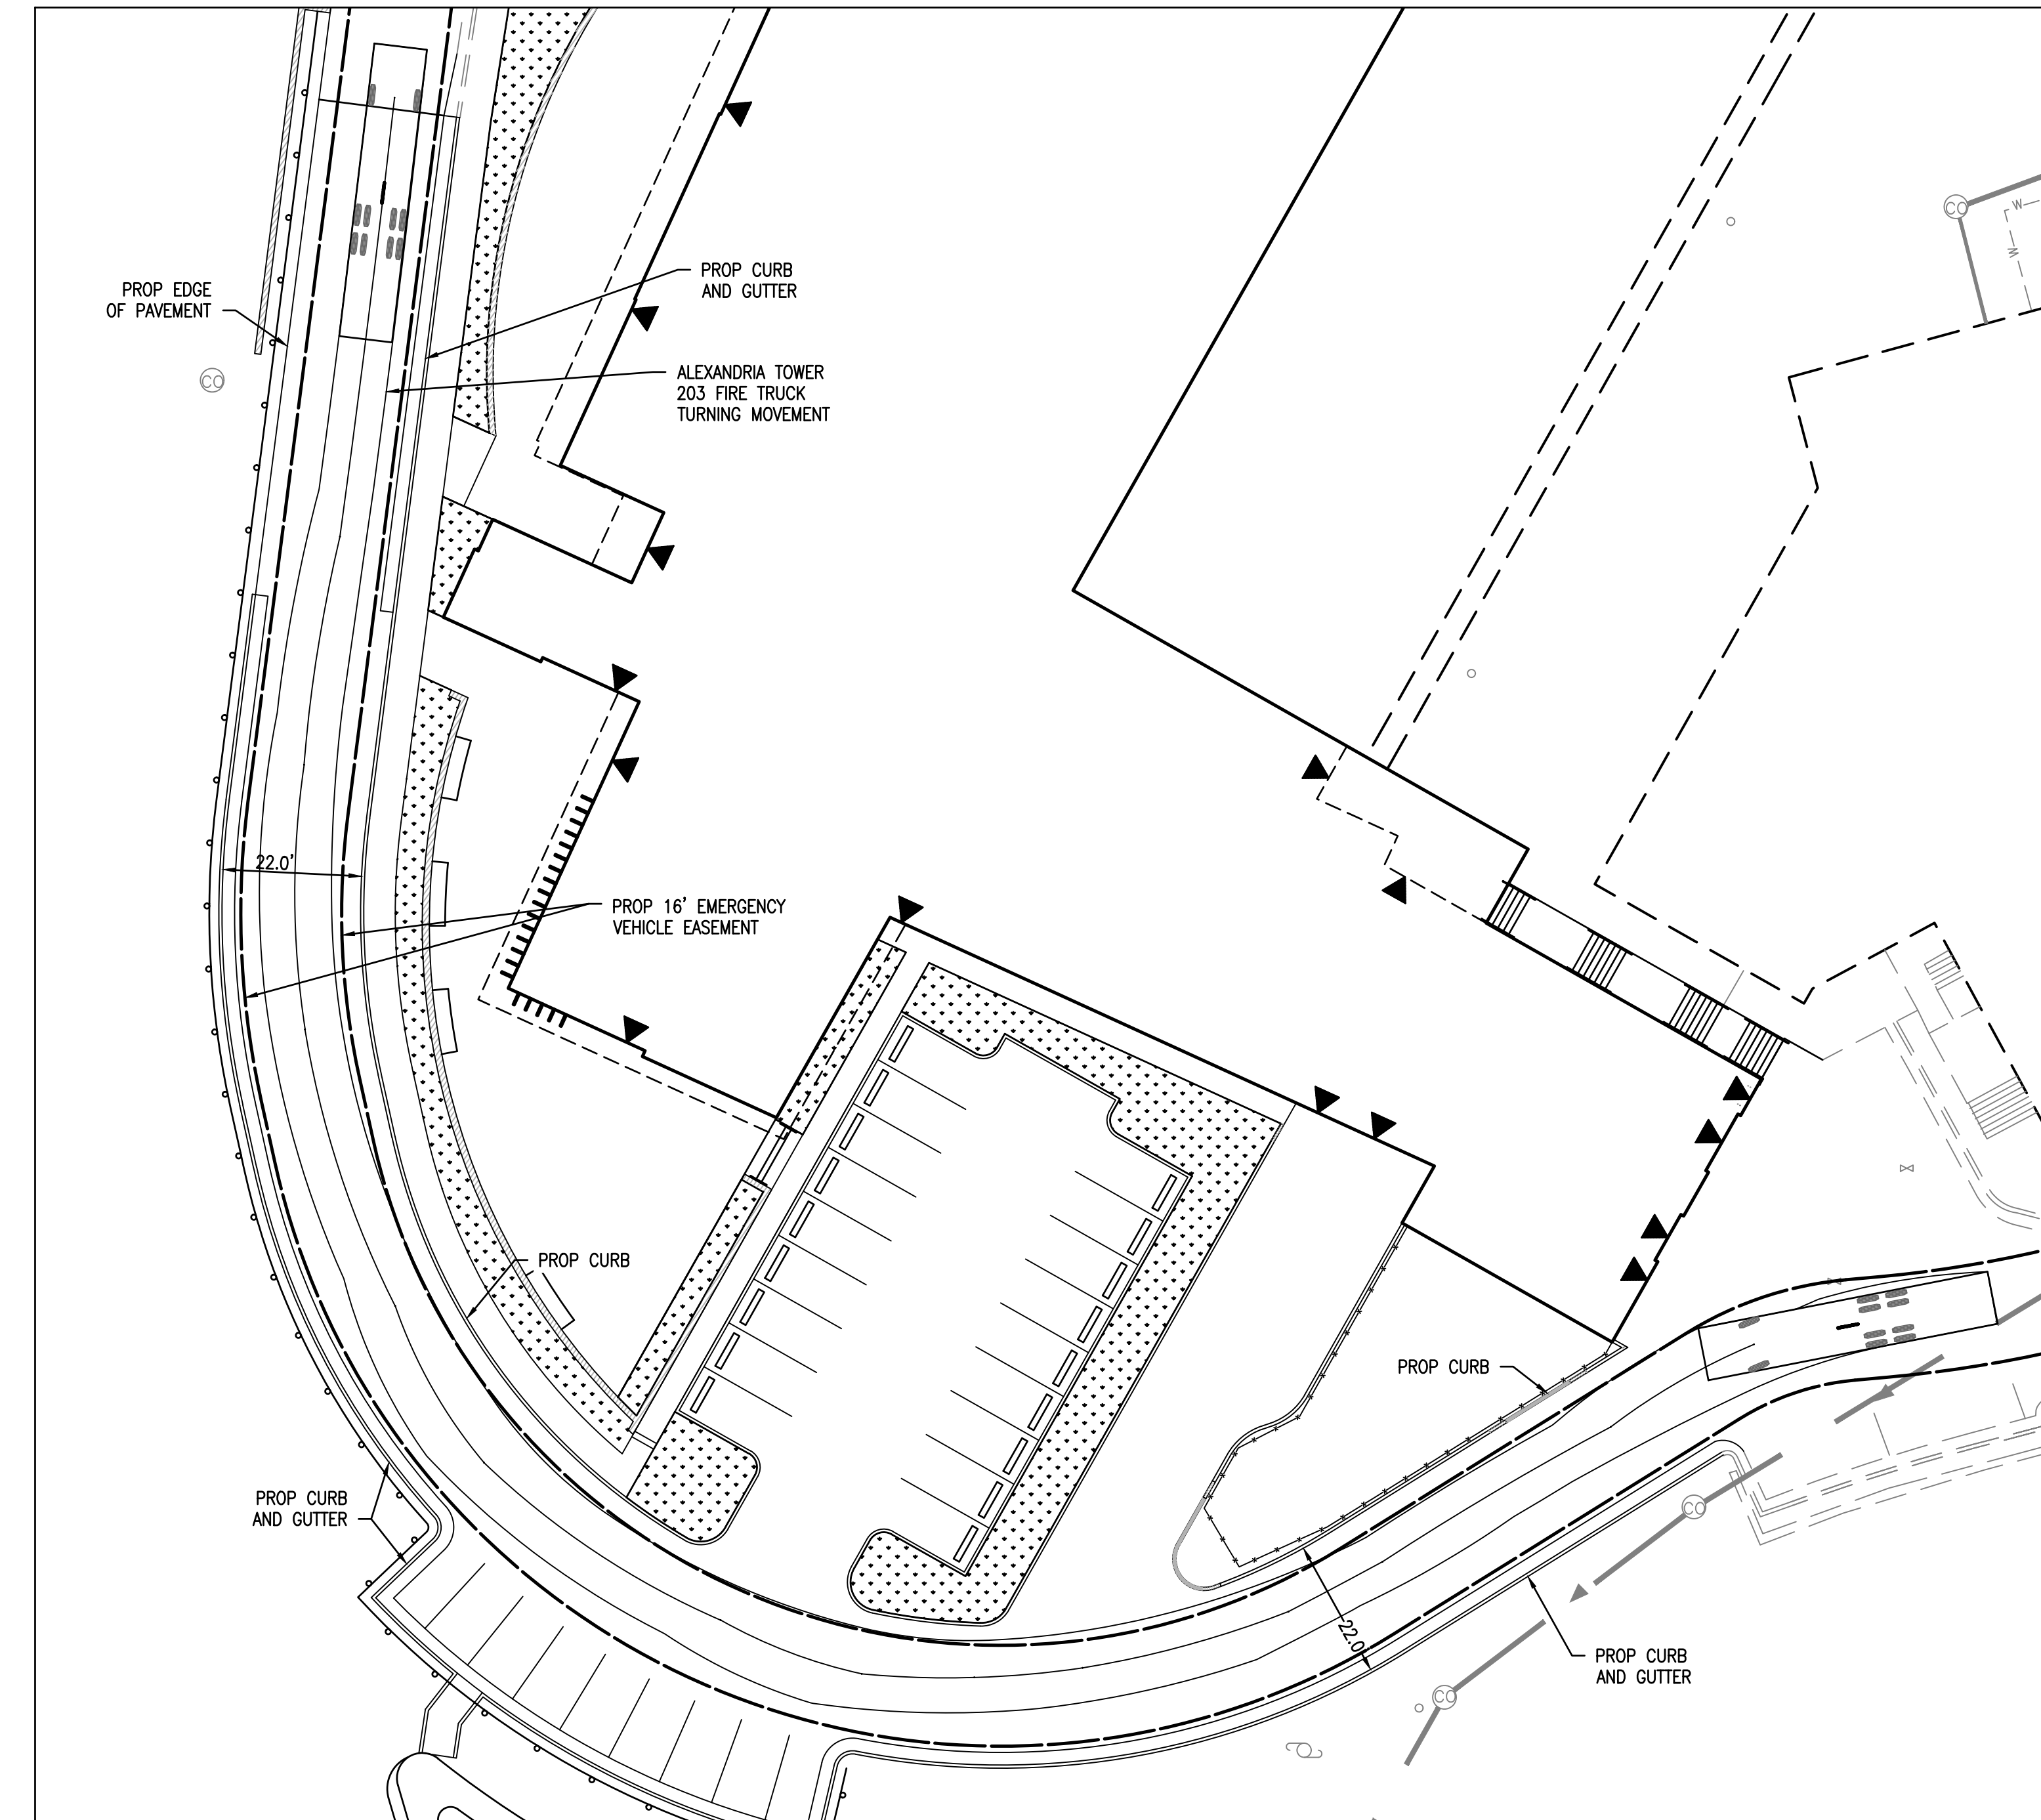 PROP CURB
AND GUTTER
PROP EDGE
OF PAVEMENT
ALEXANDRIA TOWER
203 FIRE TRUCK
TURNING MOVEMENT
CO
CO
W
W
22.0'
PROP 16' EMERGENCY
VEHICLE EASEMENT
PROP CURB
PROP CURB
PROP CURB
AND GUTTER
CO
22.0'
PROP CURB
AND GUTTER
CO